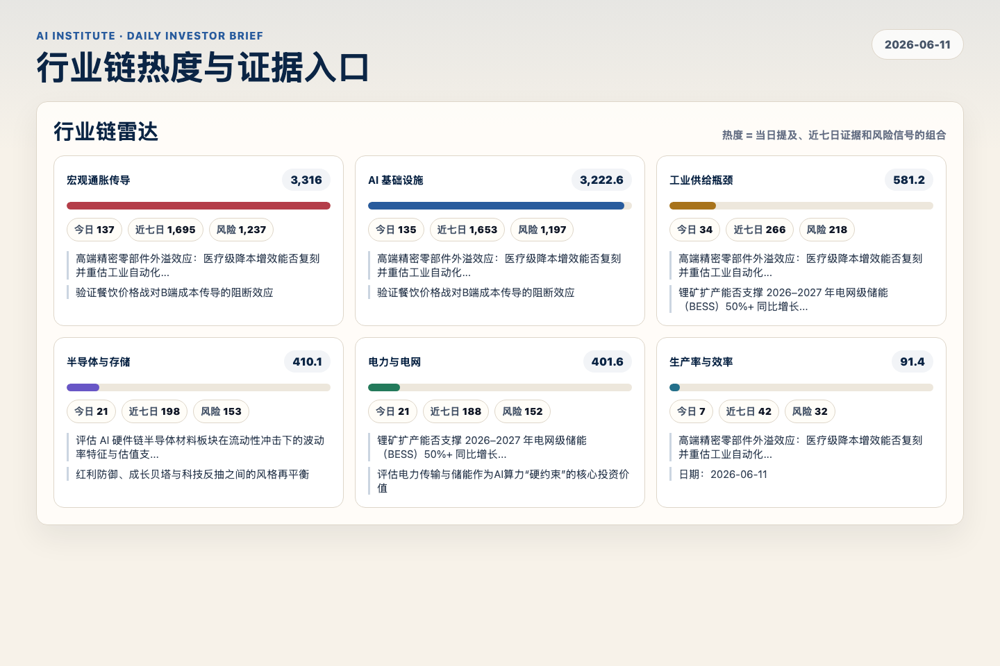 AI INSTITUTE · DAILY INVESTOR BRIEF
行业链热度与证据入口
2026-06-11
行业链雷达
热度 = 当日提及、近七日证据和风险信号的组合
宏观通胀传导
3,316
今日 137
近七日 1,695
风险 1,237
高端精密零部件外溢效应：医疗级降本增效能否复刻
并重估工业自动化...
验证餐饮价格战对B端成本传导的阻断效应
AI 基础设施
3,222.6
今日 135
近七日 1,653
风险 1,197
高端精密零部件外溢效应：医疗级降本增效能否复刻
并重估工业自动化...
验证餐饮价格战对B端成本传导的阻断效应
工业供给瓶颈
581.2
今日 34
近七日 266
风险 218
高端精密零部件外溢效应：医疗级降本增效能否复刻
并重估工业自动化...
锂矿扩产能否支撑 2026–2027 年电网级储能
（BESS）50%+ 同比增长...
半导体与存储
410.1
今日 21
近七日 198
风险 153
评估 AI 硬件链半导体材料板块在流动性冲击下的波动
率特征与估值支...
红利防御、成长贝塔与科技反抽之间的风格再平衡
电力与电网
401.6
今日 21
近七日 188
风险 152
锂矿扩产能否支撑 2026–2027 年电网级储能
（BESS）50%+ 同比增长...
评估电力传输与储能作为AI算力“硬约束”的核心投资价
值
生产率与效率
91.4
今日 7
近七日 42
风险 32
高端精密零部件外溢效应：医疗级降本增效能否复刻
并重估工业自动化...
日期：2026-06-11